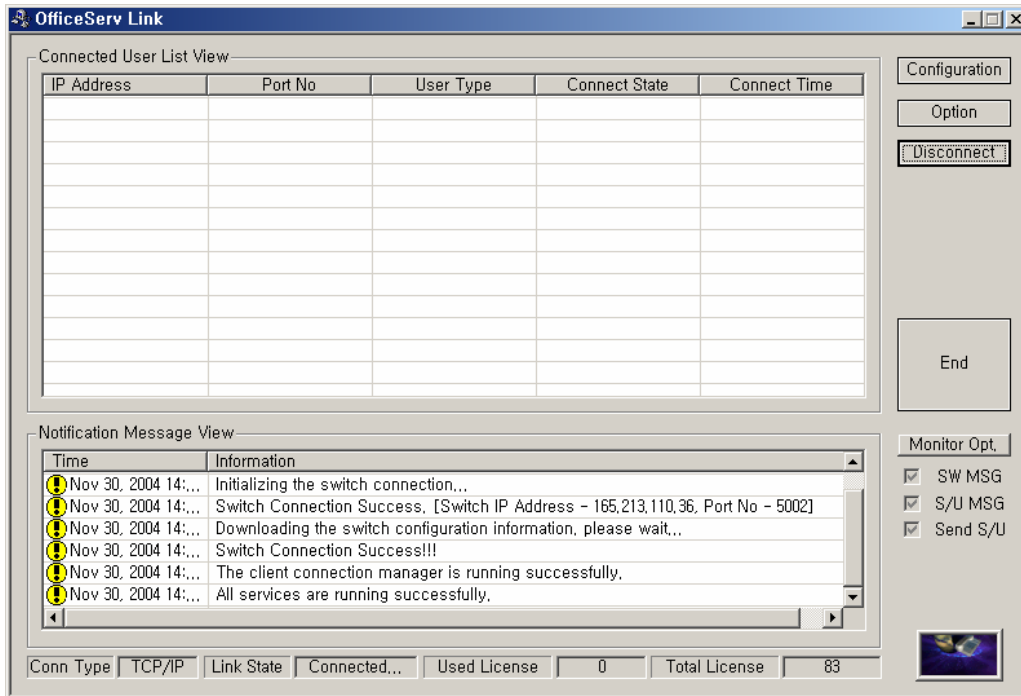 OfficeServ Link
Connected User List View
IP Address Port No User Type Connect State Connect Time
Configuration
Option
Disconnect
End
Notification Message View
Time Information
Nov 30, 2004 14:... Initializing the switch connection...
Nov 30, 2004 14:... Switch Connection Success, [Switch IP Address - 165,213,110,36, Port No - 5002]
Nov 30, 2004 14:... Downloading the switch configuration information, please wait...
Nov 30, 2004 14:... Switch Connection Success!!!
Nov 30, 2004 14:... The client connection manager is running successfully,
Nov 30, 2004 14:... All services are running successfully,
Monitor Opt,
SW MSG
S/U MSG
Send S/U
Conn Type TCP/IP Link State Connected... Used License 0 Total License 83